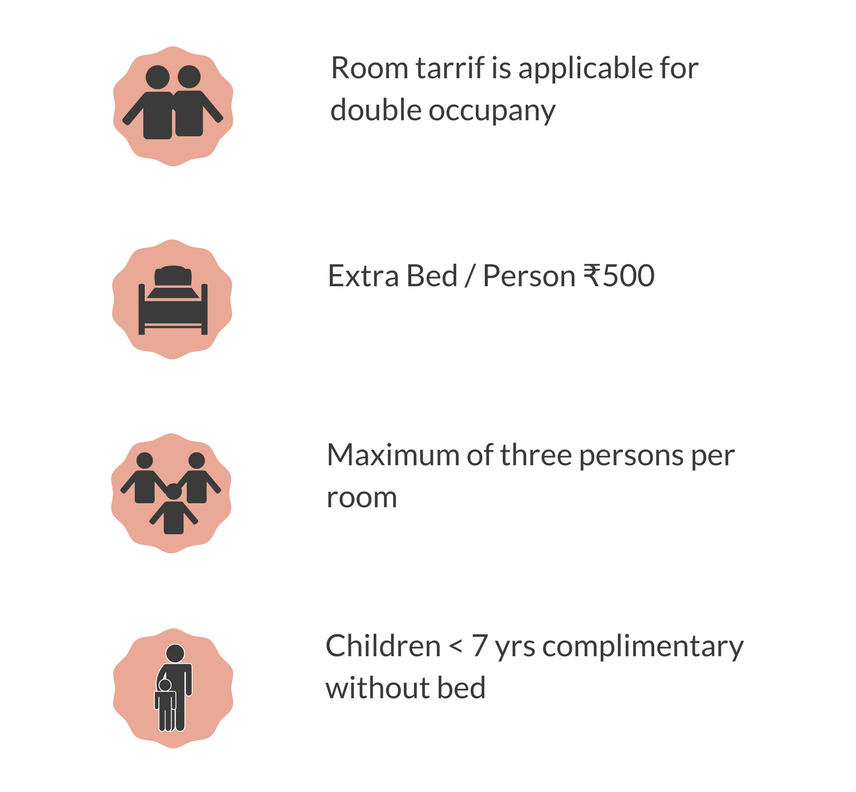 Room tarrif is applicable for
double occupany
Extra Bed / Person ₹500
Maximum of three persons per
room
Children < 7 yrs complimentary
without bed